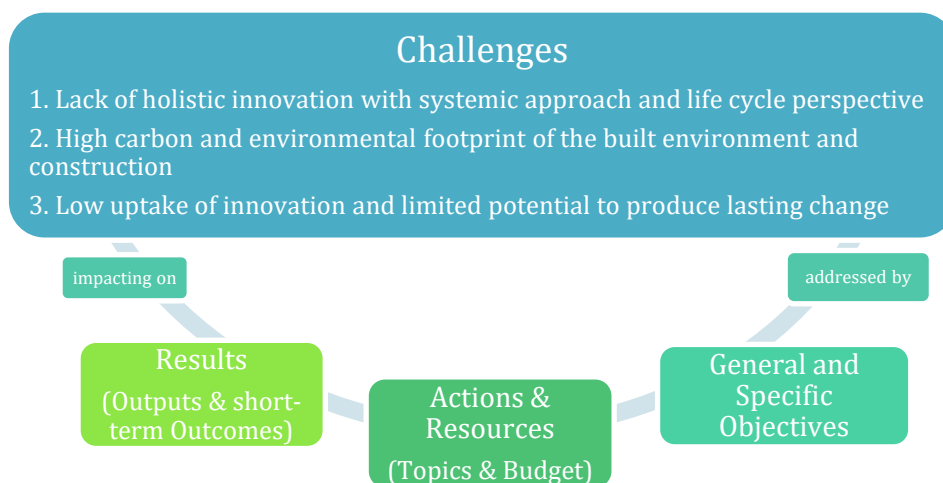 Challenges
1. Lack of holistic innovation with systemic approach and life cycle perspective
2. High carbon and environmental footprint of the built environment and
construction
3. Low uptake of innovation and limited potential to produce lasting change
impacting on
addressed by
Results
(Outputs & short-
term Outcomes)
Actions &
Resources
(Topics & Budget)
General and
Specific
Objectives